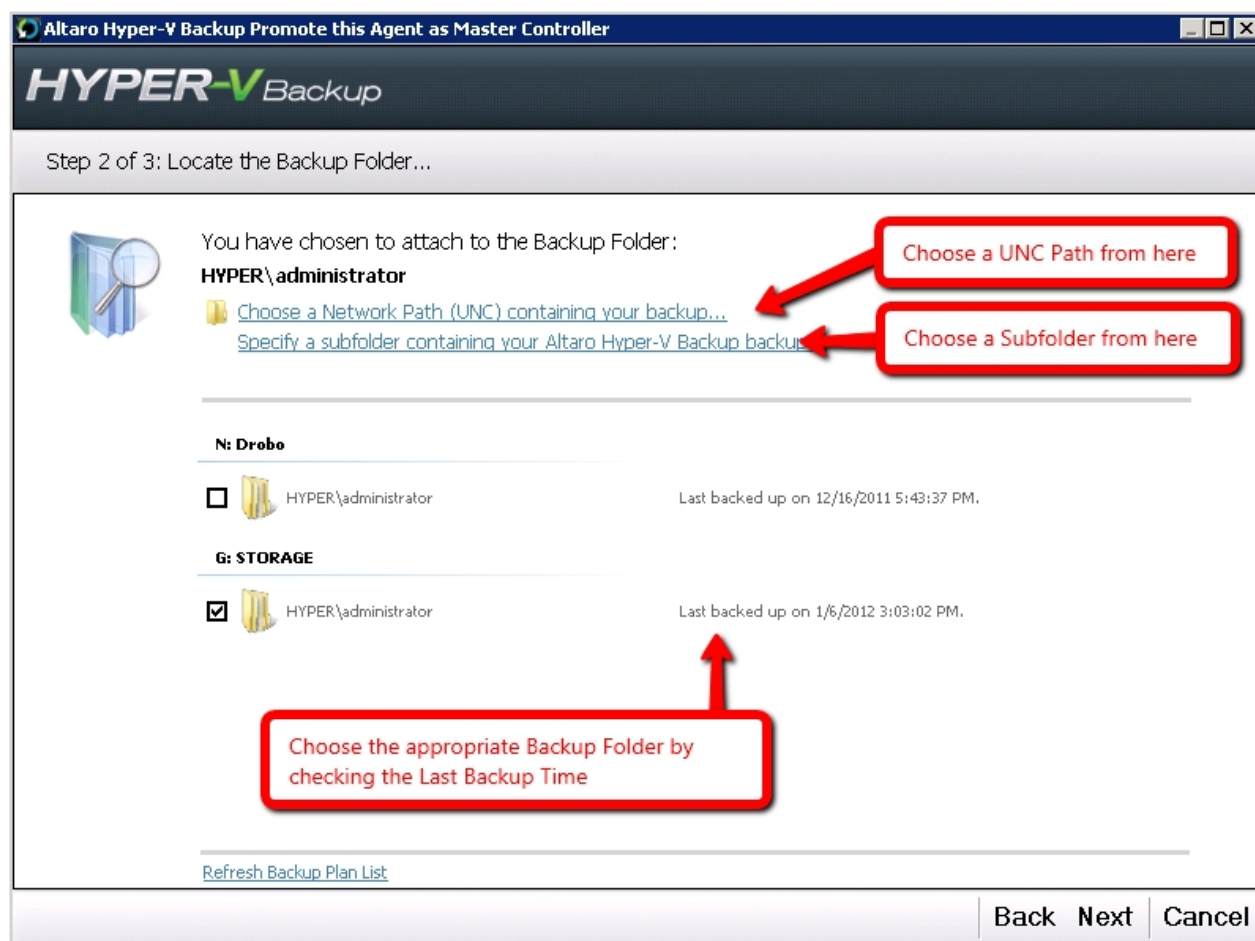 Altaro Hyper-V Backup Promote this Agent as Master Controller
HYPER-V Backup
Step 2 of 3: Locate the Backup Folder...
You have chosen to attach to the Backup Folder:
HYPER\administrator
Choose a UNC Path from here
Choose a Network Path (UNC) containing your backup...
Specify a subfolder containing your Altaro Hyper-V Backup backup
Choose a Subfolder from here
N: Drobo
HYPER\administrator Last backed up on 12/16/2011 5:43:37 PM.
G: STORAGE
HYPER\administrator Last backed up on 1/6/2012 3:03:02 PM.
Choose the appropriate Backup Folder by
checking the Last Backup Time
Refresh Backup Plan List
Back Next Cancel